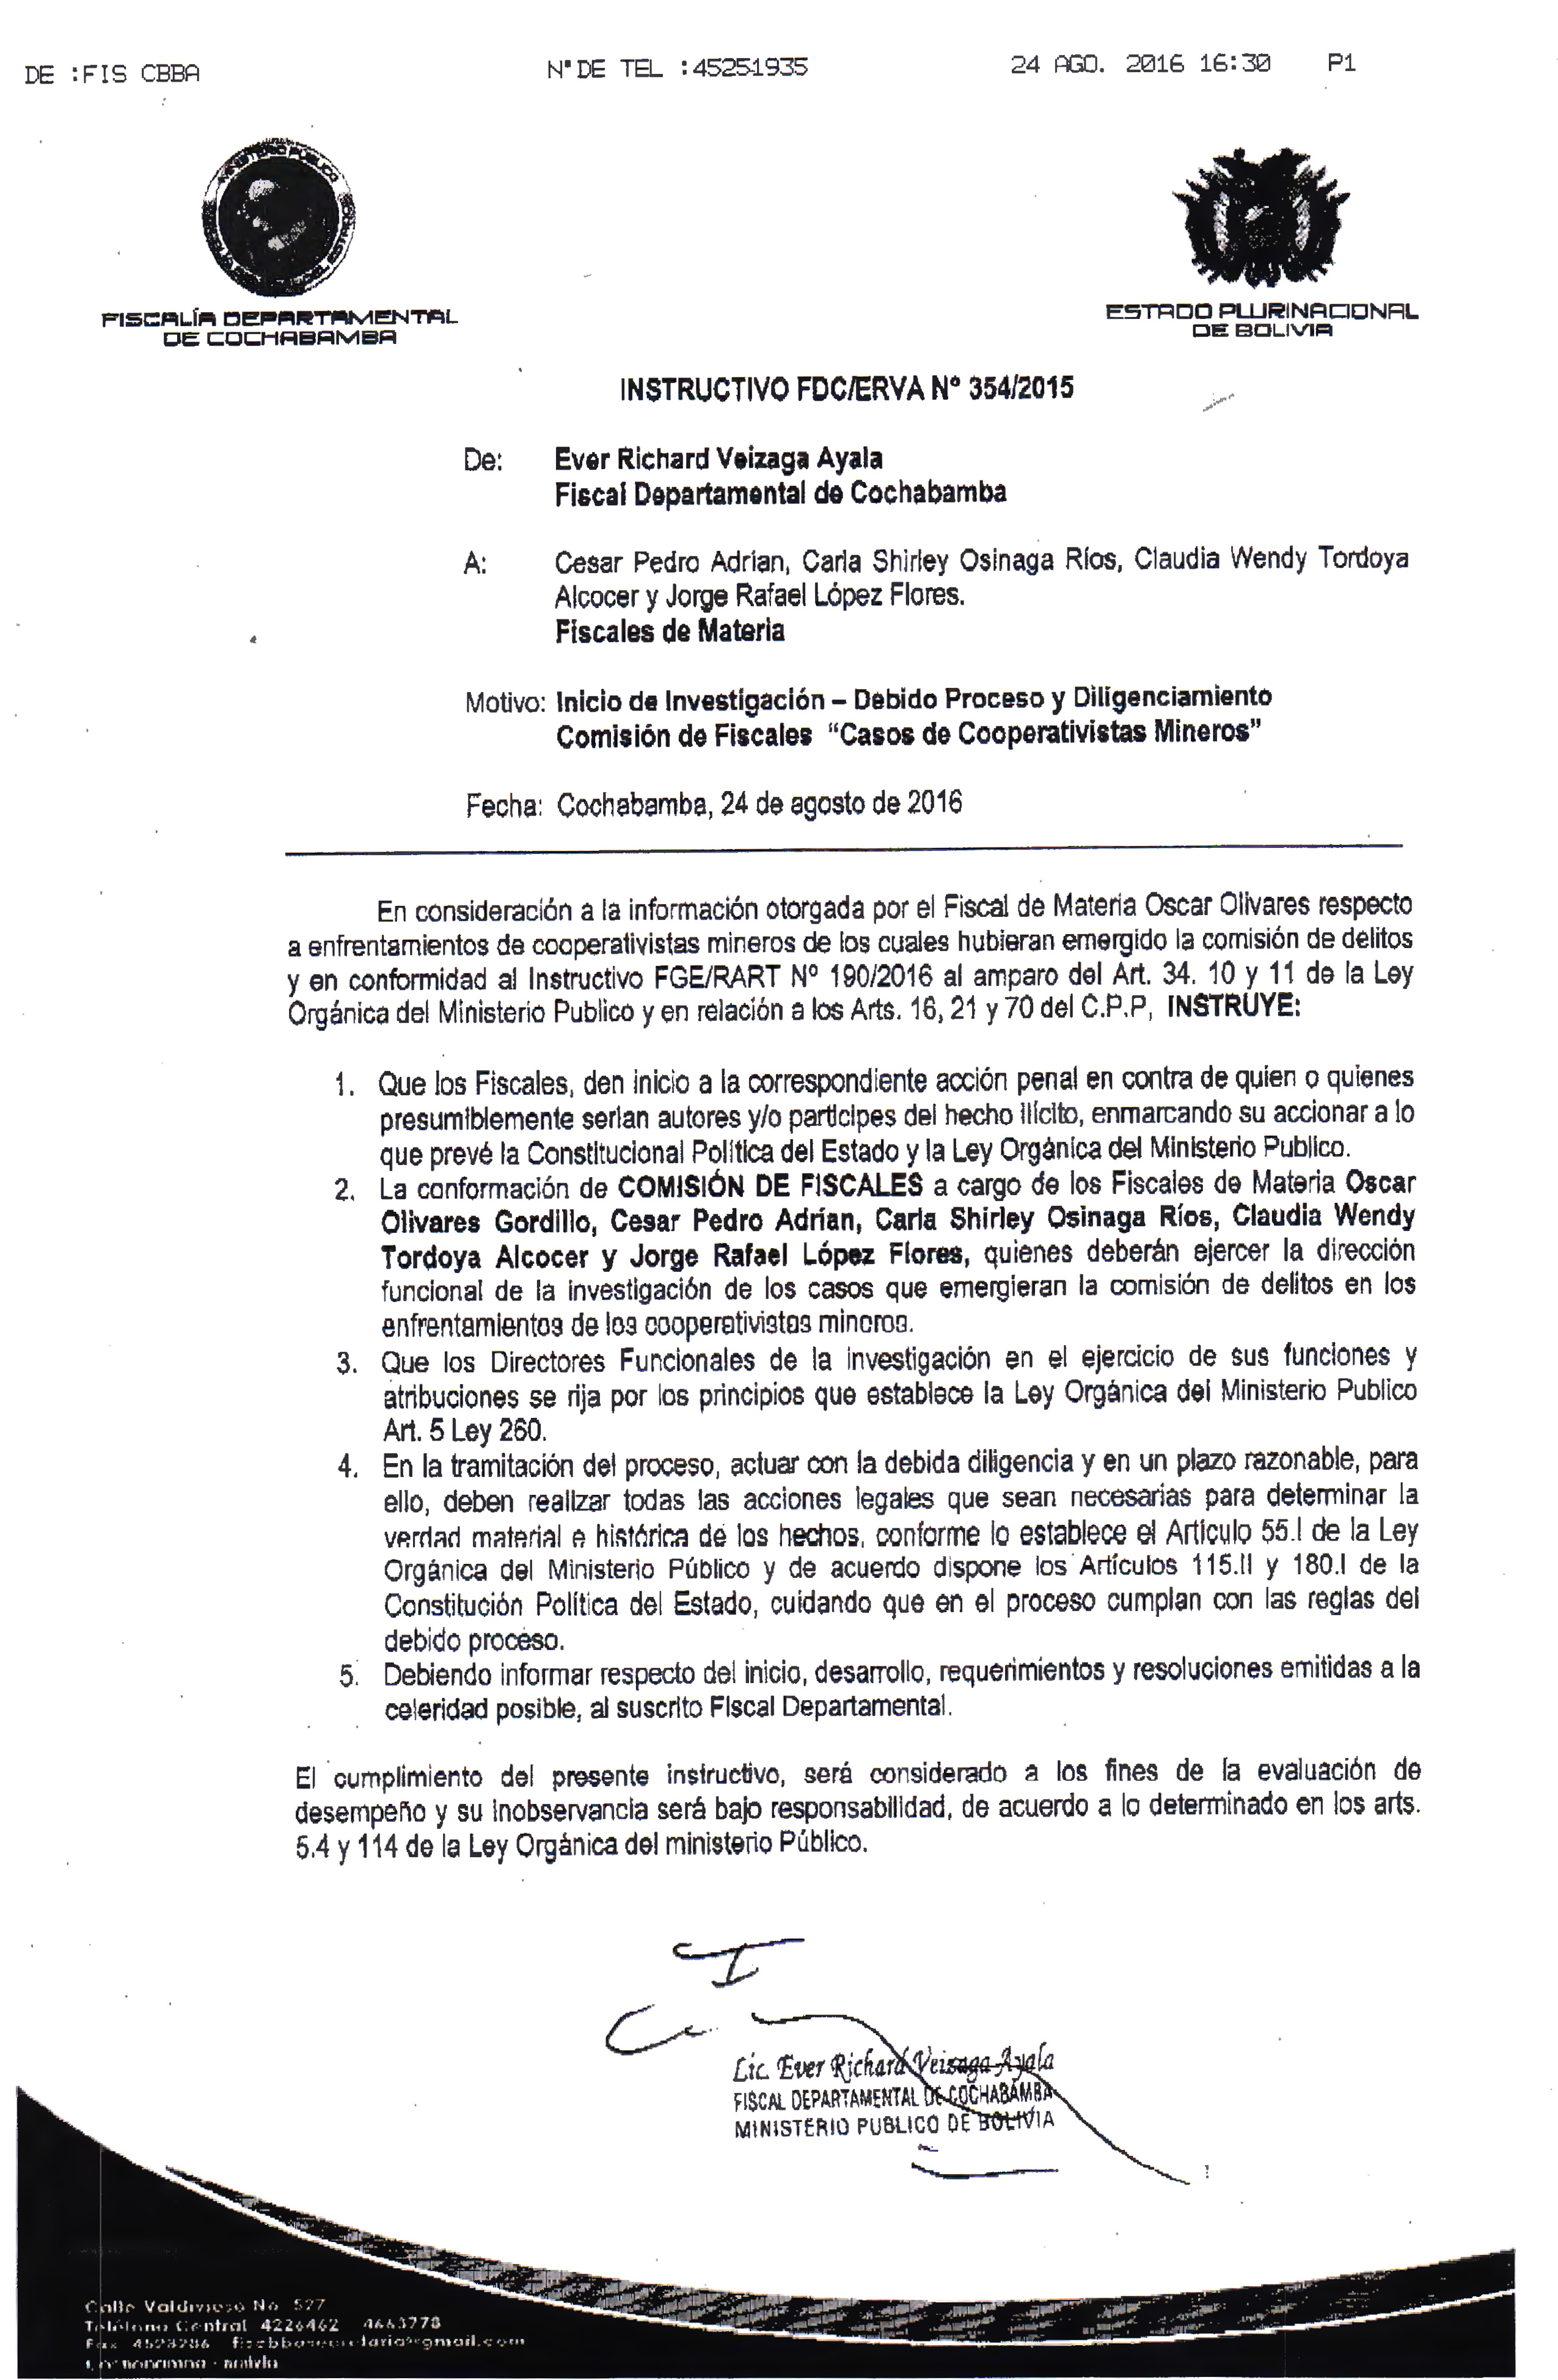 DE :FIS CBBA N° DE TEL :45251935 24 AGO. 2016 16:30 P1
MINISTERIO PÚBLICO
FISCALÍA DEPARTAMENTAL
DE COCHABAMBA
ESTADO PLURINACIONAL
DE BOLIVIA
INSTRUCTIVO FDC/ERVA Nº 354/2015
De: Ever Richard Veizaga Ayala
Fiscal Departamental de Cochabamba
A: Cesar Pedro Adrian, Carla Shirley Osinaga Ríos, Claudia Wendy Tordoya
Alcocer y Jorge Rafael López Flores.
Fiscales de Materia
Motivo: Inicio de Investigación – Debido Proceso y Diligenciamiento
Comisión de Fiscales “Casos de Cooperativistas Mineros”
Fecha: Cochabamba, 24 de agosto de 2016
En consideración a la información otorgada por el Fiscal de Materia Oscar Olivares respecto
a enfrentamientos de cooperativistas mineros de los cuales hubieran emergido la comisión de delitos
y en conformidad al Instructivo FGE/RART Nº 190/2016 al amparo del Art. 34. 10 y 11 de la Ley
Orgánica del Ministerio Publico y en relación a los Arts. 16, 21 y 70 del C.P.P, INSTRUYE:
1. Que los Fiscales, den inicio a la correspondiente acción penal en contra de quien o quienes
presumiblemente serían autores y/o participes del hecho ilícito, enmarcando su accionar a lo
que prevé la Constitucional Política del Estado y la Ley Orgánica del Ministerio Publico.
2. La conformación de COMISIÓN DE FISCALES a cargo de los Fiscales de Materia Oscar
Olivares Gordillo, Cesar Pedro Adrían, Carla Shirley Osinaga Ríos, Claudia Wendy
Tordoya Alcocer y Jorge Rafael López Flores, quienes deberán ejercer la dirección
funcional de la investigación de los casos que emergieran la comisión de delitos en los
enfrentamientos de los cooperativistas mineros.
3. Que los Directores Funcionales de la investigación en el ejercicio de sus funciones y
atribuciones se rija por los principios que establece la Ley Orgánica del Ministerio Publico
Art. 5 Ley 260.
4. En la tramitación del proceso, actuar con la debida diligencia y en un plazo razonable, para
ello, deben realizar todas las acciones legales que sean necesarias para determinar la
verdad material e histórica de los hechos, conforme lo establece el Artículo 55.I de la Ley
Orgánica del Ministerio Público y de acuerdo dispone los Artículos 115.II y 180.I de la
Constitución Política del Estado, cuidando que en el proceso cumplan con las reglas del
debido proceso.
5. Debiendo informar respecto del inicio, desarrollo, requerimientos y resoluciones emitidas a la
celeridad posible, al suscrito Fiscal Departamental.
El cumplimiento del presente instructivo, será considerado a los fines de la evaluación de
desempeño y su inobservancia será bajo responsabilidad, de acuerdo a lo determinado en los arts.
5.4 y 114 de la Ley Orgánica del ministerio Público.
Lic. Ever Richard Veizaga Ayala
FISCAL DEPARTAMENTAL DE COCHABAMBA
MINISTERIO PUBLICO DE BOLIVIA
Calle Valdivieso No. 527
Teléfono Central 4226462 4663778
Fax 4523286
Cochabamba - Bolivia